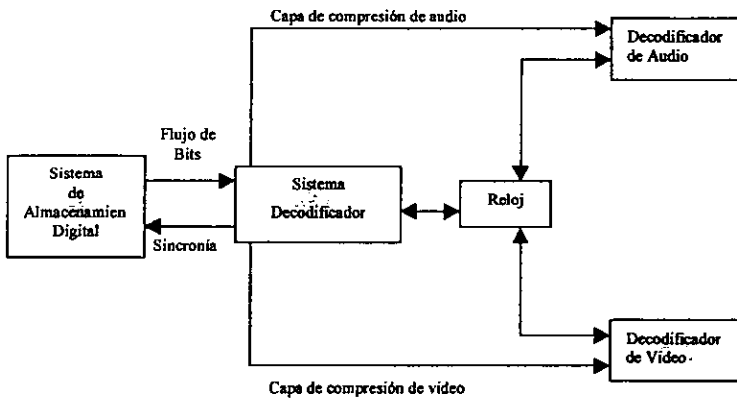 Capa de compresión de audio
Decodificador
de Audio
Flujo de
Bits
Sistema
de
Almacenamien
Digital
Sincronía
Sistema
Decodificador
Reloj
Decodificador
de Vídeo
Capa de compresión de vídeo